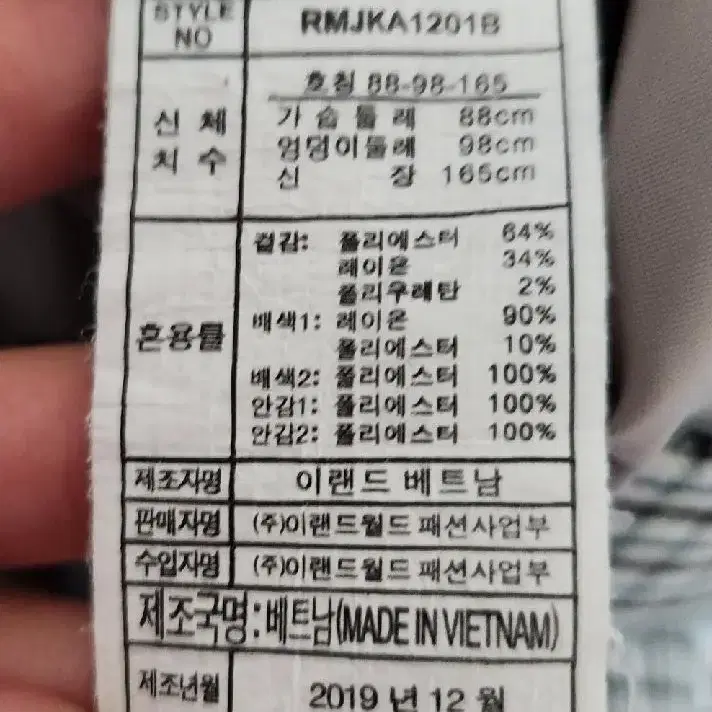 STYLE NO RMJKA1201B
호칭 88-98-165
신체 치수 가슴둘레 88cm
엉덩이둘레 98cm
신장 165cm
혼용률 겉감: 폴리에스터 64%
레이온 34%
폴리우레탄 2%
배색1: 레이온 90%
폴리에스터 10%
배색2: 폴리에스터 100%
안감1: 폴리에스터 100%
안감2: 폴리에스터 100%
제조자명 이랜드 베트남
판매자명 (주)이랜드월드 패션사업부
수입자명 (주)이랜드월드 패션사업부
제조국명:베트남(MADE IN VIETNAM)
제조년월 2019 년 12 월